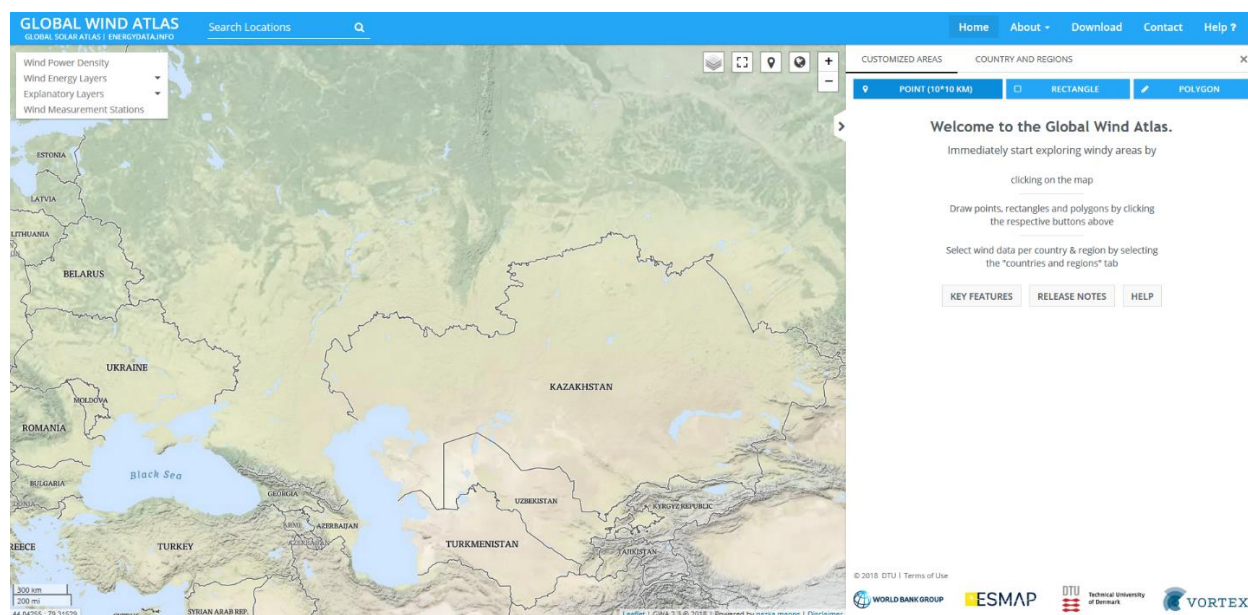 GLOBAL WIND ATLAS
GLOBAL SOLAR ATLAS | ENERGYDATA.INFO
Search Locations
Home
About
Download
Contact
Help ?
Wind Power Density
Wind Energy Layers
Explanatory Layers
Wind Measurement Stations
+
−
CUSTOMIZED AREAS
COUNTRY AND REGIONS
×
POINT (10*10 KM)
RECTANGLE
POLYGON
Welcome to the Global Wind Atlas.
Immediately start exploring windy areas by
clicking on the map
Draw points, rectangles and polygons by clicking
the respective buttons above
Select wind data per country & region by selecting
the "countries and regions" tab
KEY FEATURES
RELEASE NOTES
HELP
ESTONIA
LATVIA
LITHUANIA
BELARUS
UKRAINE
MOLDOVA
ROMANIA
KAZAKHSTAN
Black Sea
BULGARIA
GEORGIA
UZBEKISTAN
KYRGYZ REPUBLIC
AZERBAIJAN
TURKEY
TURKMENISTAN
TAJIKISTAN
SYRIAN ARAB REP.
300 km
200 mi
© 2018 DTU | Terms of Use
WORLD BANK GROUP
ESMAP
DTU
Technical University
of Denmark
VORTEX